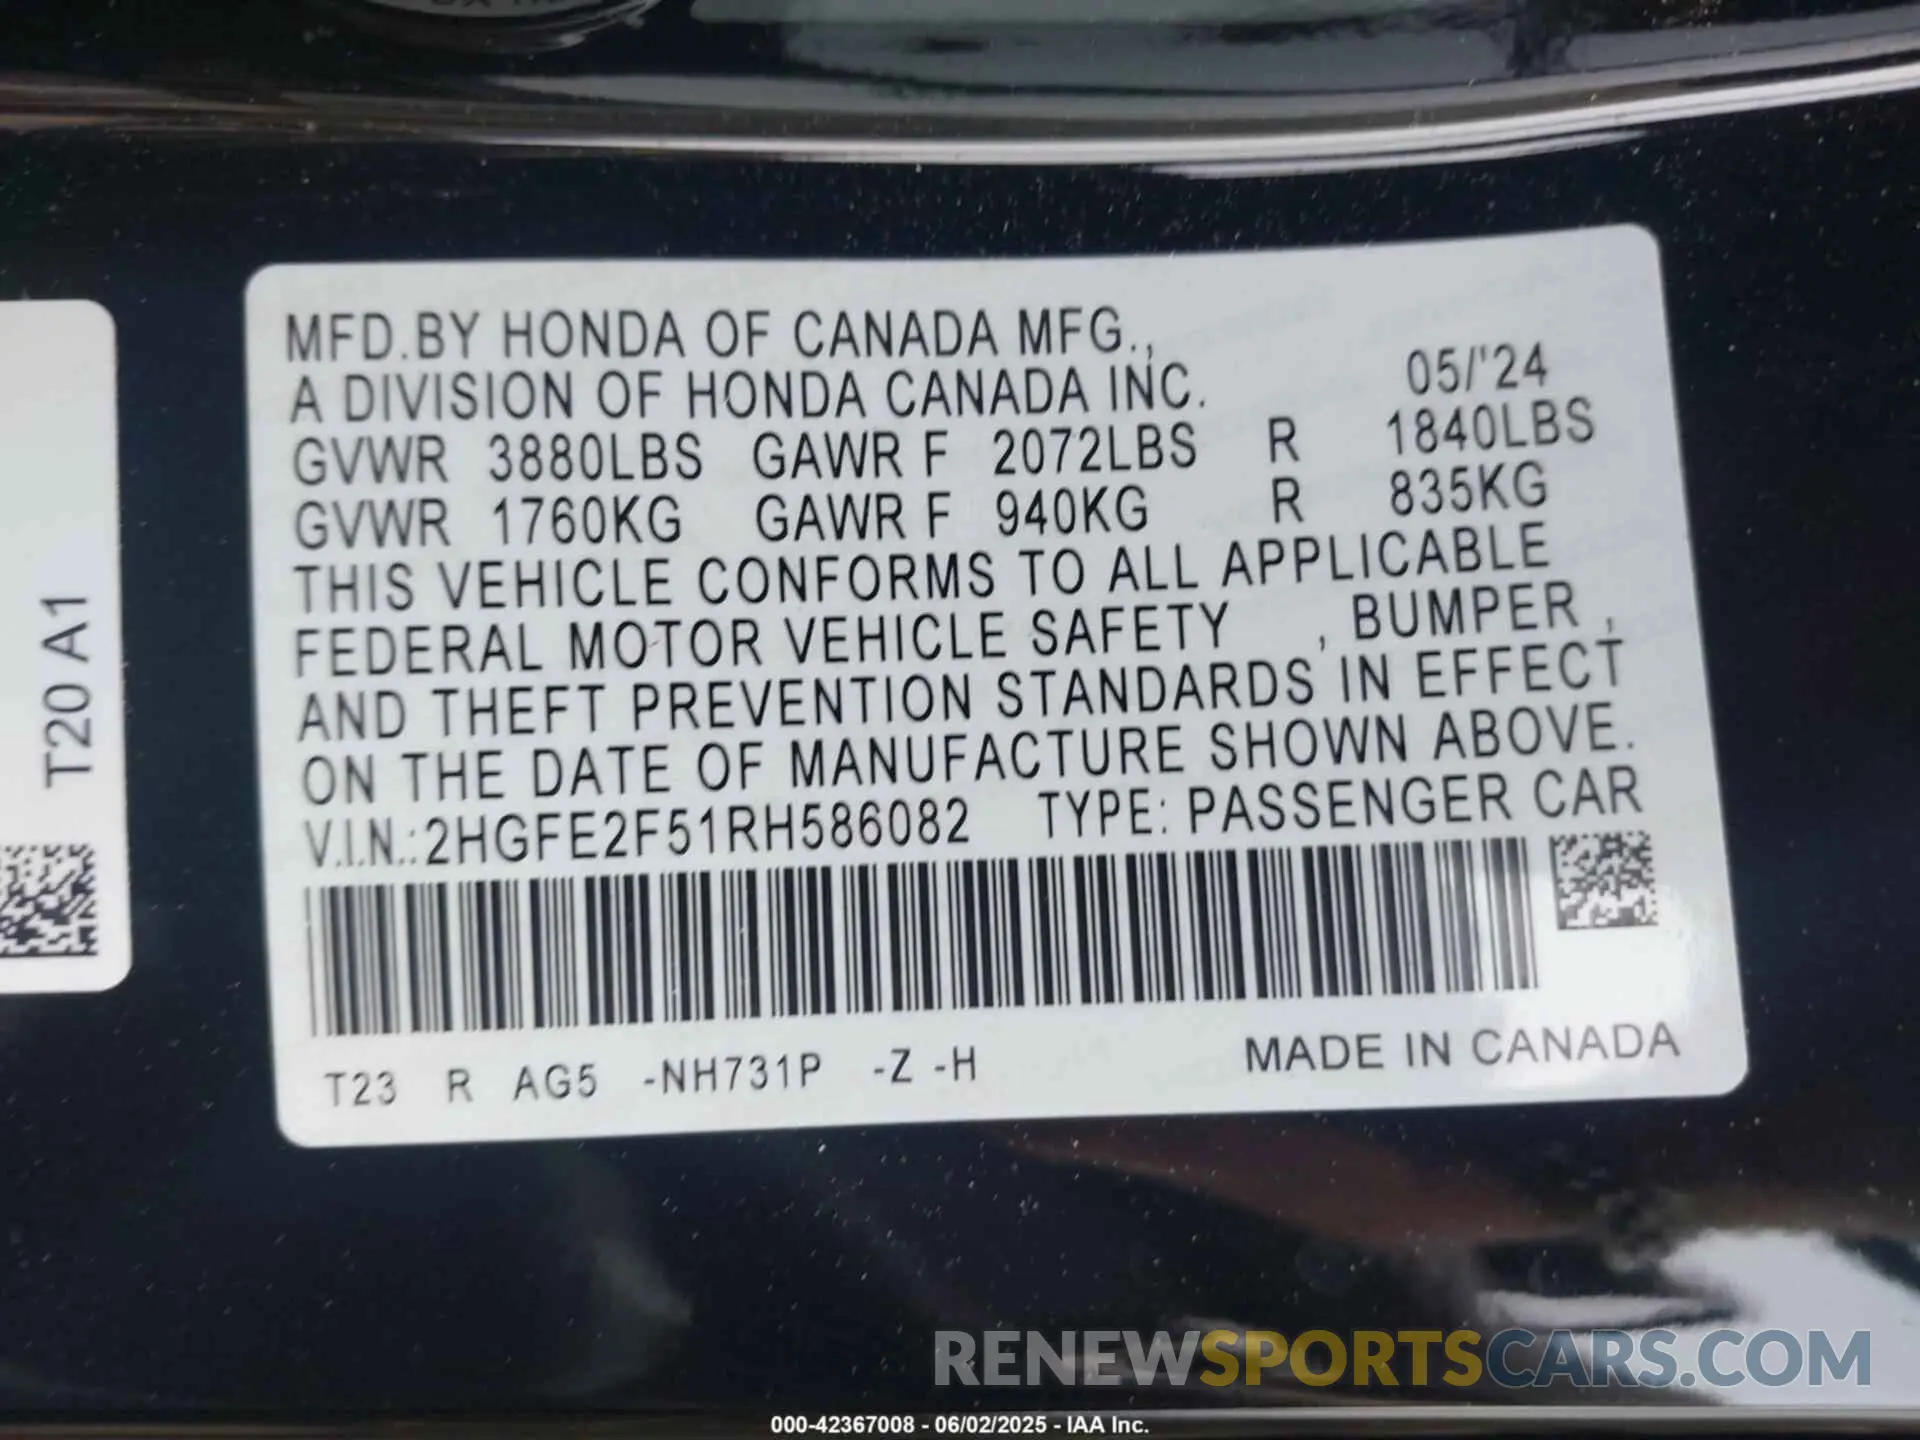 MFD.BY HONDA OF CANADA MFG.,
A DIVISION OF HONDA CANADA INC. 05/'24
GVWR 3880LBS GAWR F 2072LBS R 1840LBS
GVWR 1760KG GAWR F 940KG R 835KG
THIS VEHICLE CONFORMS TO ALL APPLICABLE
FEDERAL MOTOR VEHICLE SAFETY , BUMPER ,
AND THEFT PREVENTION STANDARDS IN EFFECT
ON THE DATE OF MANUFACTURE SHOWN ABOVE.
V.I.N.: 2HGFE2F51RH586082 TYPE: PASSENGER CAR
T23 R AG5 -NH731P -Z -H MADE IN CANADA
T20 A1
RENEWSPORTSCARS.COM
000-42367008 - 06/02/2025 - IAA Inc.